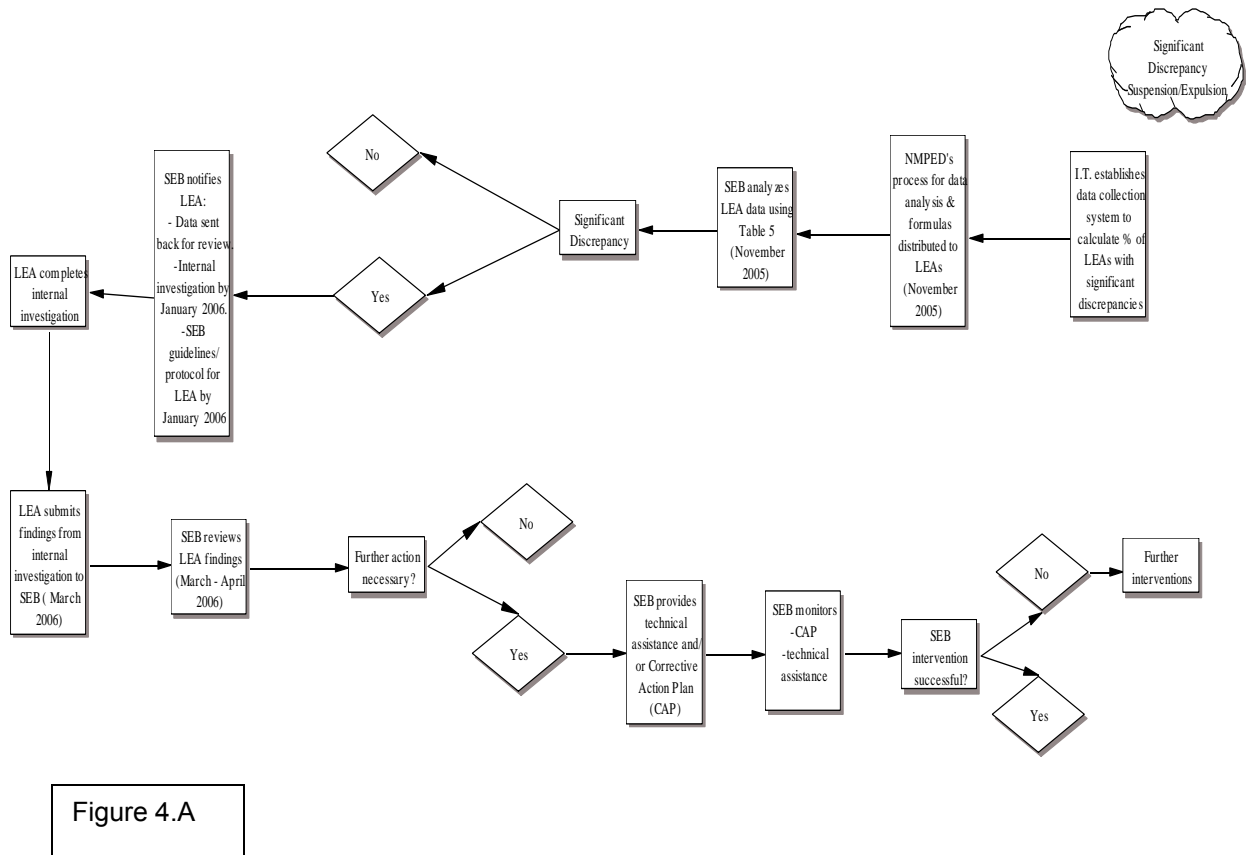 Significant
Discrepancy
Suspension/Expulsion
I.T. establishes
data collection
system to
calculate % of
LEAs with
significant
discrepancies
NMPED's
process for data
analysis &
formulas
distributed to
LEAs
(November
2005)
SEB analyzes
LEA data using
Table 5
(November
2005)
Significant
Discrepancy
No
Yes
SEB notifies
LEA:
- Data sent
back for review.
-Internal
investigation by
January 2006.
-SEB
guidelines/
protocol for
LEA by
January 2006
LEA completes
internal
investigation
LEA submits
findings from
internal
investigation to
SEB ( March
2006)
SEB reviews
LEA findings
(March - April
2006)
Further action
necessary?
No
Yes
SEB provides
technical
assistance and/
or Corrective
Action Plan
(CAP)
SEB monitors
-CAP
-technical
assistance
SEB
intervention
successful?
No
Yes
Further
interventions
Figure 4.A